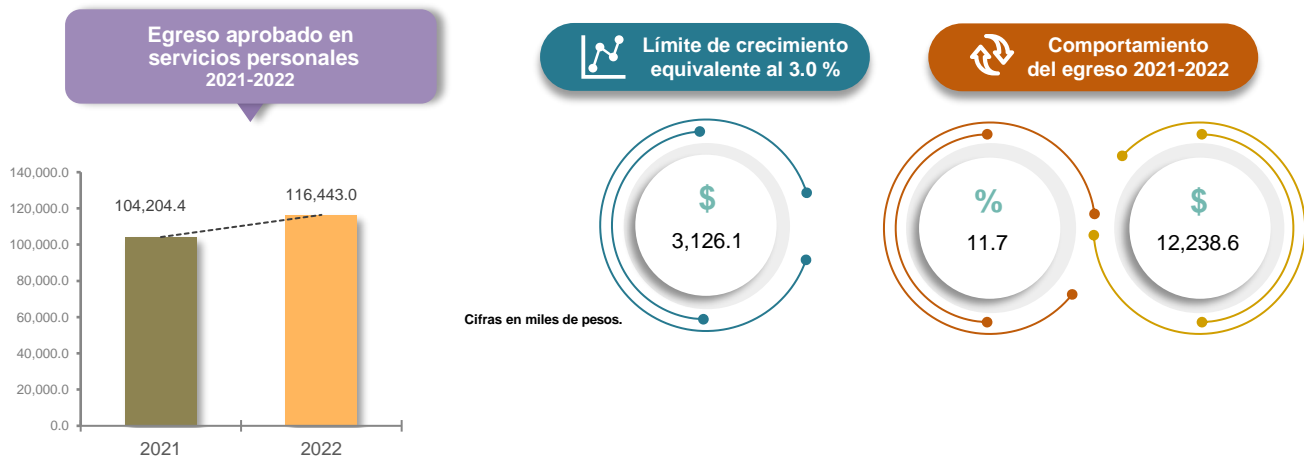 Egreso aprobado en
servicios personales
2021-2022
Límite de crecimiento
equivalente al 3.0 %
Comportamiento
del egreso 2021-2022
140,000.0
120,000.0
100,000.0
80,000.0
60,000.0
40,000.0
20,000.0
0.0
104,204.4
116,443.0
2021
2022
$
3,126.1
%
11.7
$
12,238.6
Cifras en miles de pesos.